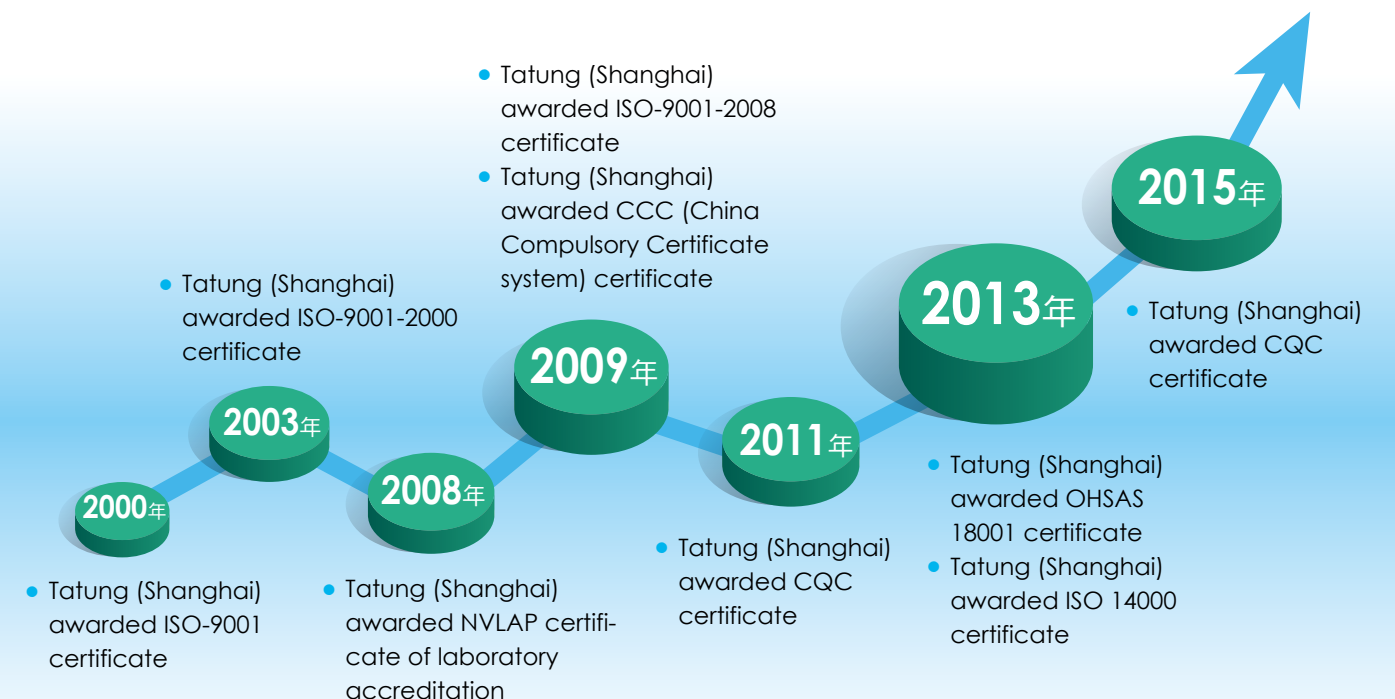 2000年
• Tatung (Shanghai)
awarded ISO-9001
certificate
2003年
• Tatung (Shanghai)
awarded ISO-9001-2000
certificate
2008年
• Tatung (Shanghai)
awarded NVLAP certifi-
cate of laboratory
accreditation
2009年
• Tatung (Shanghai)
awarded ISO-9001-2008
certificate
• Tatung (Shanghai)
awarded CCC (China
Compulsory Certificate
system) certificate
2011年
• Tatung (Shanghai)
awarded CQC
certificate
2013年
• Tatung (Shanghai)
awarded OHSAS
18001 certificate
• Tatung (Shanghai)
awarded ISO 14000
certificate
2015年
• Tatung (Shanghai)
awarded CQC
certificate